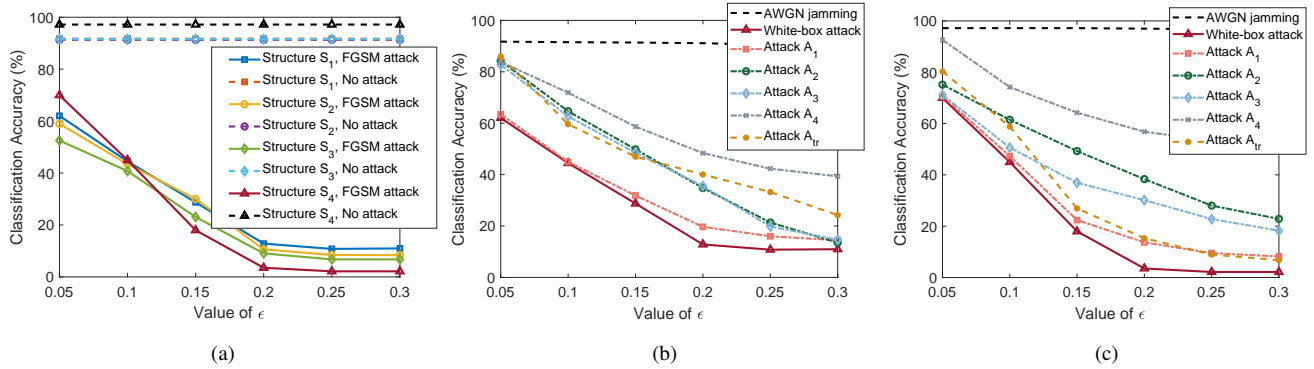 100
80
60
40
20
0
Classification Accuracy (%)
0.05 0.1 0.15 0.2 0.25 0.3
Value of ϵ
Structure S1, FGSM attack
Structure S1, No attack
Structure S2, FGSM attack
Structure S2, No attack
Structure S3, FGSM attack
Structure S3, No attack
Structure S4, FGSM attack
Structure S4, No attack
(a)
100
80
60
40
20
0
Classification Accuracy (%)
0.05 0.1 0.15 0.2 0.25 0.3
Value of ϵ
AWGN jamming
White-box attack
Attack A1
Attack A2
Attack A3
Attack A4
Attack Atr
(b)
100
80
60
40
20
0
Classification Accuracy (%)
0.05 0.1 0.15 0.2 0.25 0.3
Value of ϵ
AWGN jamming
White-box attack
Attack A1
Attack A2
Attack A3
Attack A4
Attack Atr
(c)